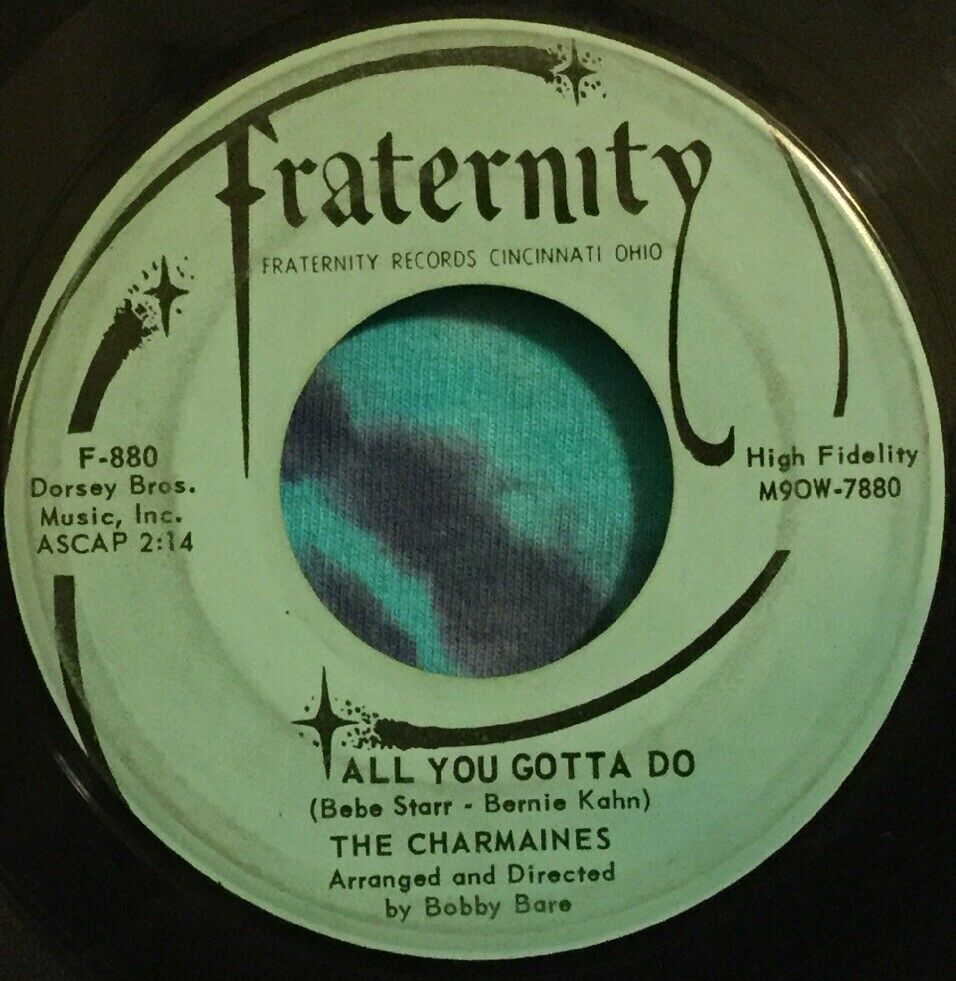 Fraternity
FRATERNITY RECORDS CINCINNATI OHIO
F-880
Dorsey Bros.
Music, Inc.
ASCAP 2:14
High Fidelity
M9OW-7880
ALL YOU GOTTA DO
(Bebe Starr - Bernie Kahn)
THE CHARMAINES
Arranged and Directed
by Bobby Bare